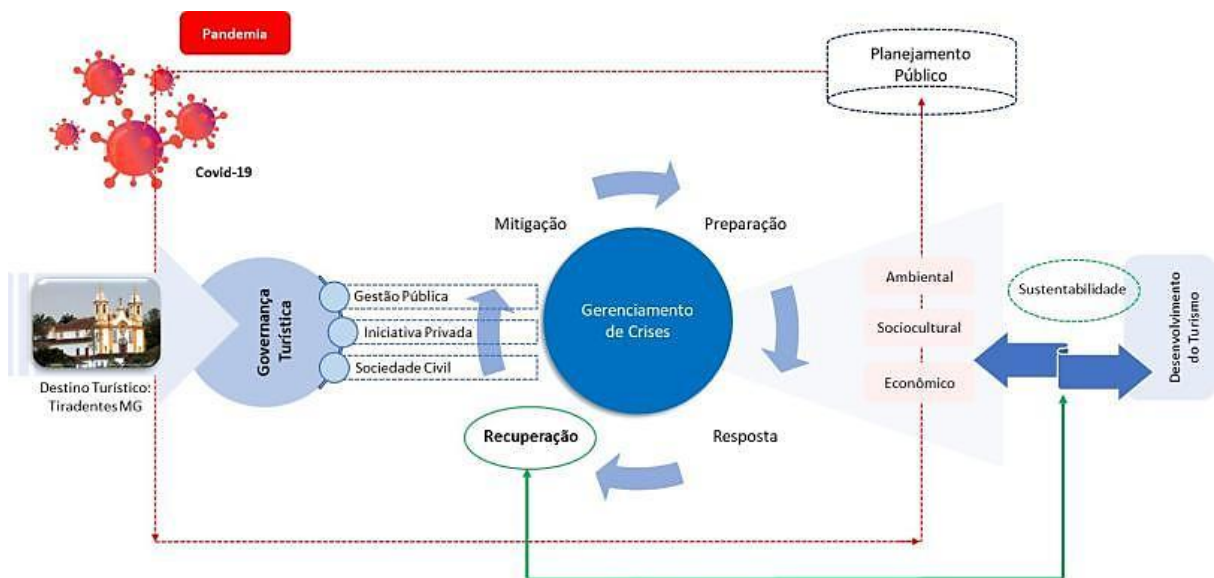 Pandemia
Planejamento
Público
Covid-19
Mitigação
Preparação
Gestão Pública
Iniciativa Privada
Sociedade Civil
Governança
Turística
Gerenciamento
de Crises
Ambiental
Sociocultural
Econômico
Sustentabilidade
Desenvolvimento
do Turismo
Destino Turístico:
Tiradentes MG
Recuperação
Resposta